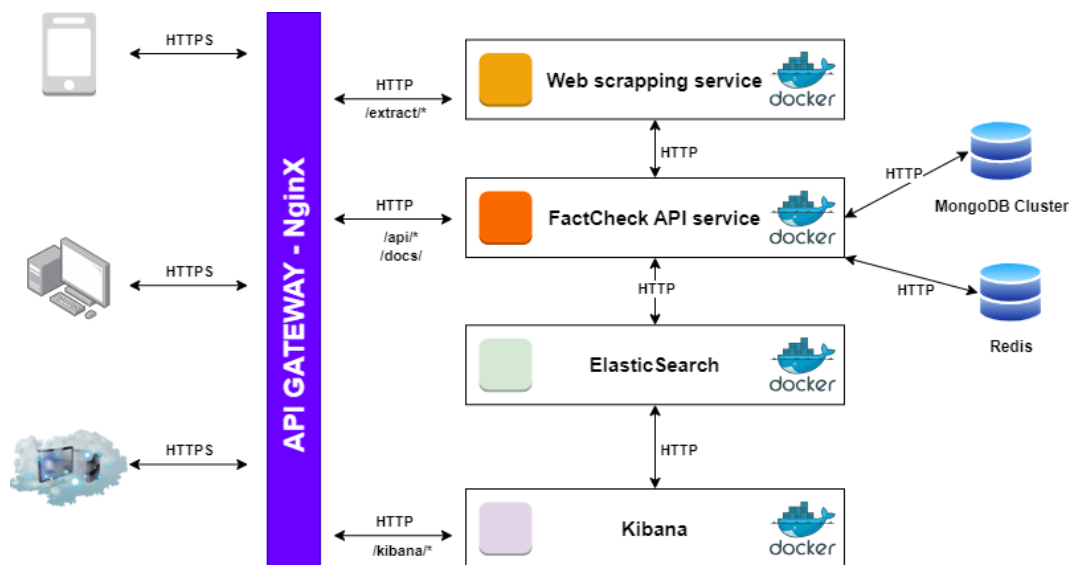 HTTPS
HTTPS
HTTPS
API GATEWAY - NginX
HTTP
/extract/*
HTTP
/api/*
/docs/
HTTP
/kibana/*
Web scrapping service
docker
HTTP
FactCheck API service
docker
HTTP
ElasticSearch
docker
HTTP
Kibana
docker
HTTP
MongoDB Cluster
HTTP
Redis